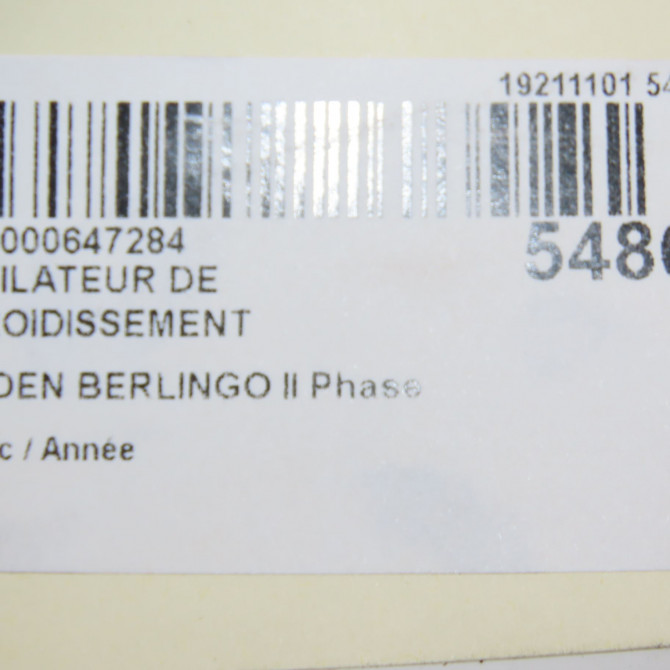 19211101 54
000647284
548
ILATEUR DE
OIDISSEMENT
DEN BERLINGO II Phase
c / Année